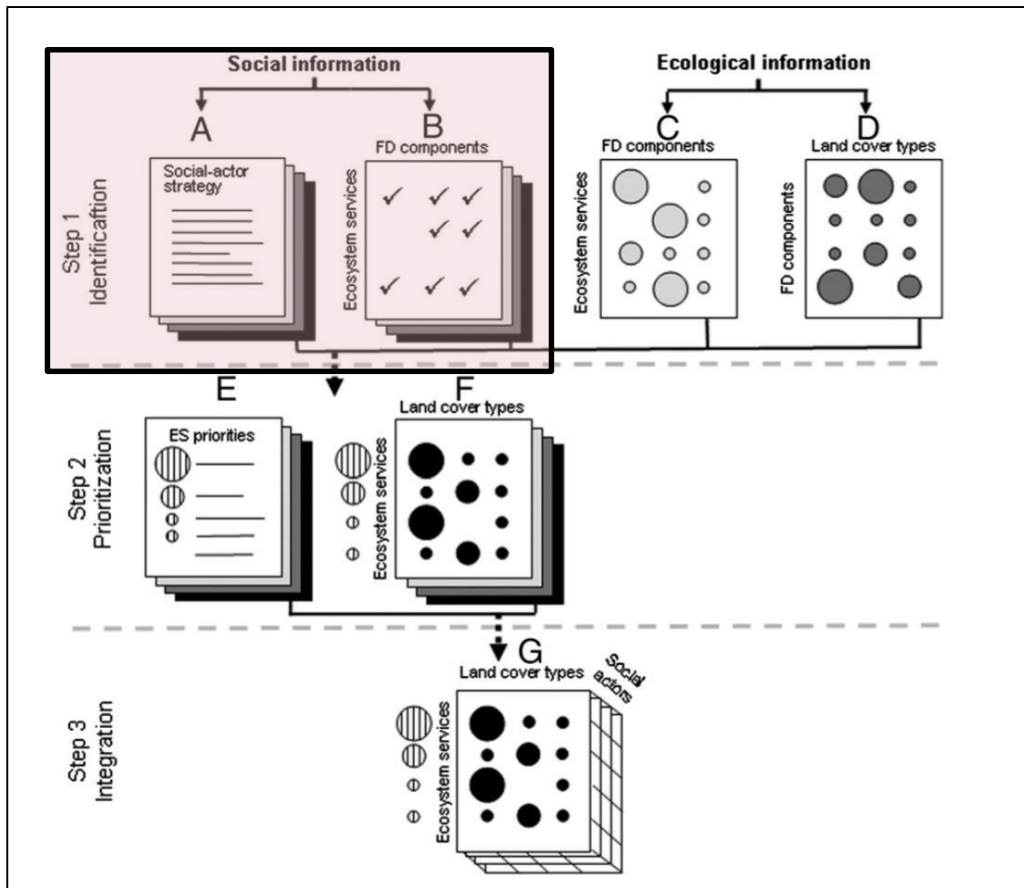 Social information
Ecological information
A
B
C
D
FD components
FD components
Land cover types
Step 1
Identificaftion
Social-actor
strategy
Ecosystem services
Ecosystem services
FD components
E
F
Land cover types
Step 2
Prioritization
ES priorities
Ecosystem services
G
Land cover types
Social
actors
Step 3
Integration
Ecosystem services